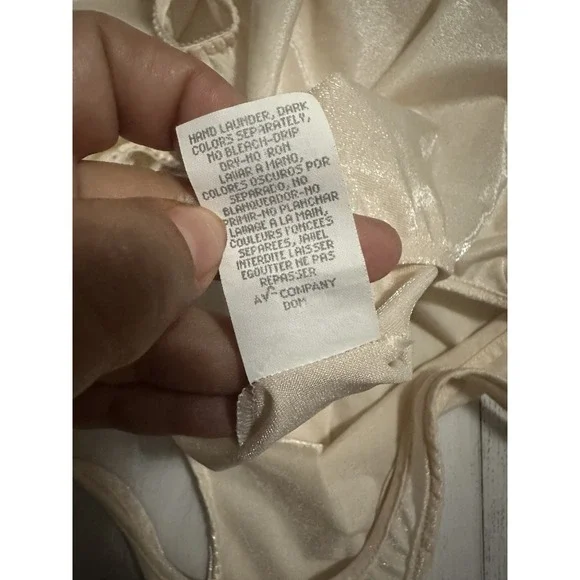 HAND LAUNDER, DARK
COLORS SEPARATELY,
NO BLEACH-DRIP
DRY-NO IRON
LAVAR A MANO,
COLORES OSCUROS POR
SEPARADO, NO
BLANQUEADOR-NO
PRIMIR-NO PLANCHAR
LAVAGE A LA MAIN,
COULEURS FONCEES
SEPAREES, JAVEL
INTERDITE LAISSER
EGOUTTER NE PAS
REPASSER
COMPANY
DOM